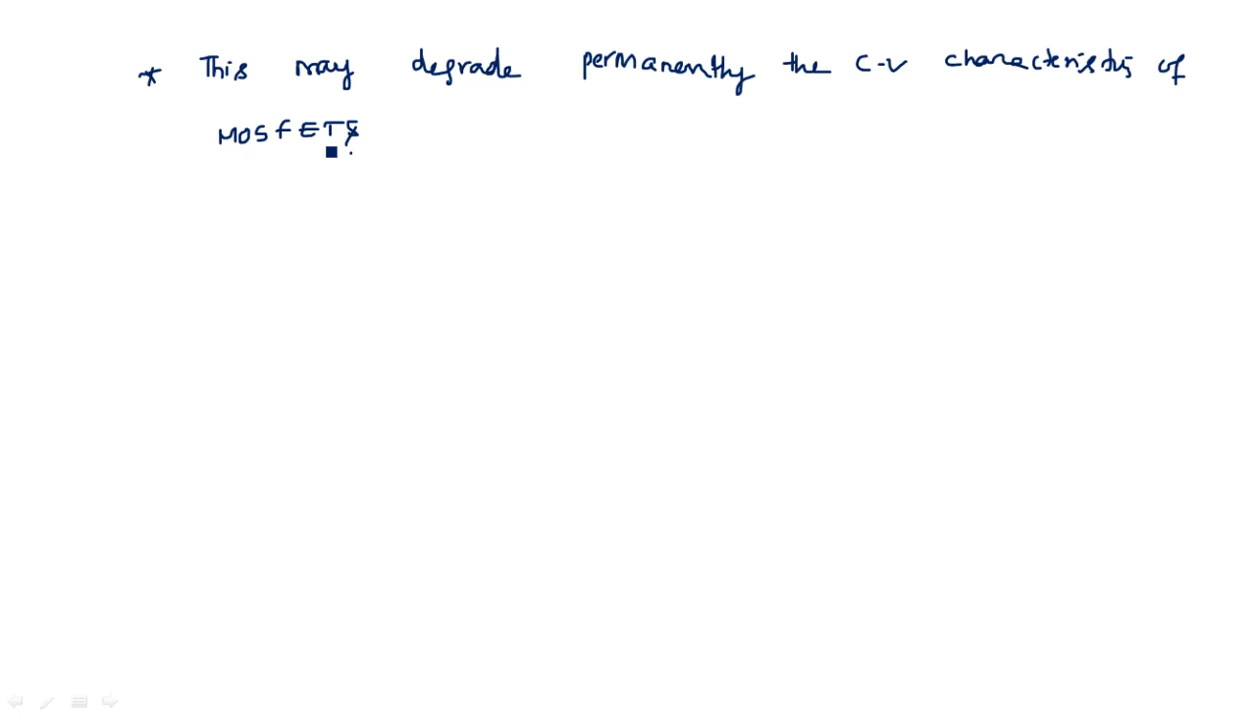 * This may degrade permanently the C-V characteristics of
MOSFETs.